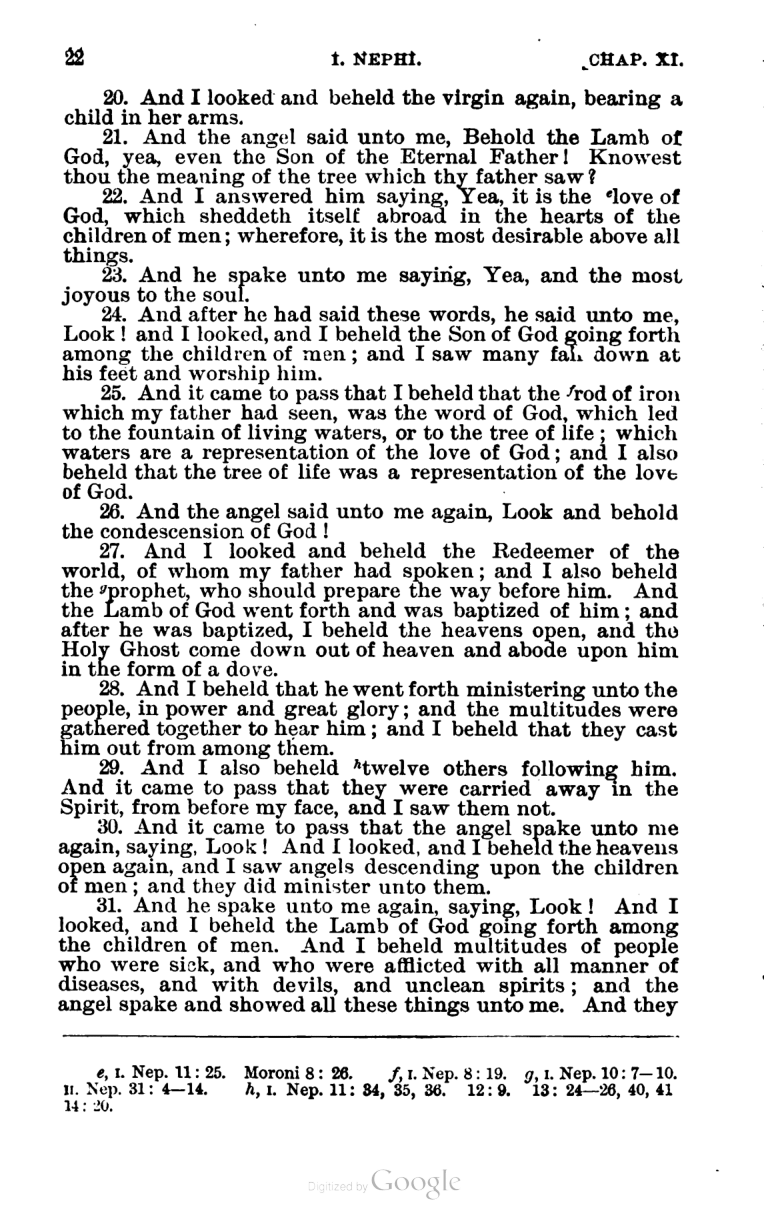 22 I. NEPHI. CHAP. XI.
20. And I looked and beheld the virgin again, bearing a
child in her arms.
21. And the angel said unto me, Behold the Lamb of
God, yea, even the Son of the Eternal Father! Knowest
thou the meaning of the tree which thy father saw?
22. And I answered him saying, Yea, it is the ᵉlove of
God, which sheddeth itself abroad in the hearts of the
children of men; wherefore, it is the most desirable above all
things.
23. And he spake unto me saying, Yea, and the most
joyous to the soul.
24. And after he had said these words, he said unto me,
Look! and I looked, and I beheld the Son of God going forth
among the children of men; and I saw many fall down at
his feet and worship him.
25. And it came to pass that I beheld that the ᶠrod of iron
which my father had seen, was the word of God, which led
to the fountain of living waters, or to the tree of life; which
waters are a representation of the love of God; and I also
beheld that the tree of life was a representation of the love
of God.
26. And the angel said unto me again, Look and behold
the condescension of God!
27. And I looked and beheld the Redeemer of the
world, of whom my father had spoken; and I also beheld
the ᵍprophet, who should prepare the way before him. And
the Lamb of God went forth and was baptized of him; and
after he was baptized, I beheld the heavens open, and the
Holy Ghost come down out of heaven and abode upon him
in the form of a dove.
28. And I beheld that he went forth ministering unto the
people, in power and great glory; and the multitudes were
gathered together to hear him; and I beheld that they cast
him out from among them.
29. And I also beheld ʰtwelve others following him.
And it came to pass that they were carried away in the
Spirit, from before my face, and I saw them not.
30. And it came to pass that the angel spake unto me
again, saying, Look! And I looked, and I beheld the heavens
open again, and I saw angels descending upon the children
of men; and they did minister unto them.
31. And he spake unto me again, saying, Look! And I
looked, and I beheld the Lamb of God going forth among
the children of men. And I beheld multitudes of people
who were sick, and who were afflicted with all manner of
diseases, and with devils, and unclean spirits; and the
angel spake and showed all these things unto me. And they
e, I. Nep. 11: 25. Moroni 8: 26. f, I. Nep. 8: 19. g, I. Nep. 10: 7—10.
II. Nep. 31: 4—14. h, I. Nep. 11: 34, 35, 36. 12: 9. 13: 24—26, 40, 41
14: 20.
Digitized by Google